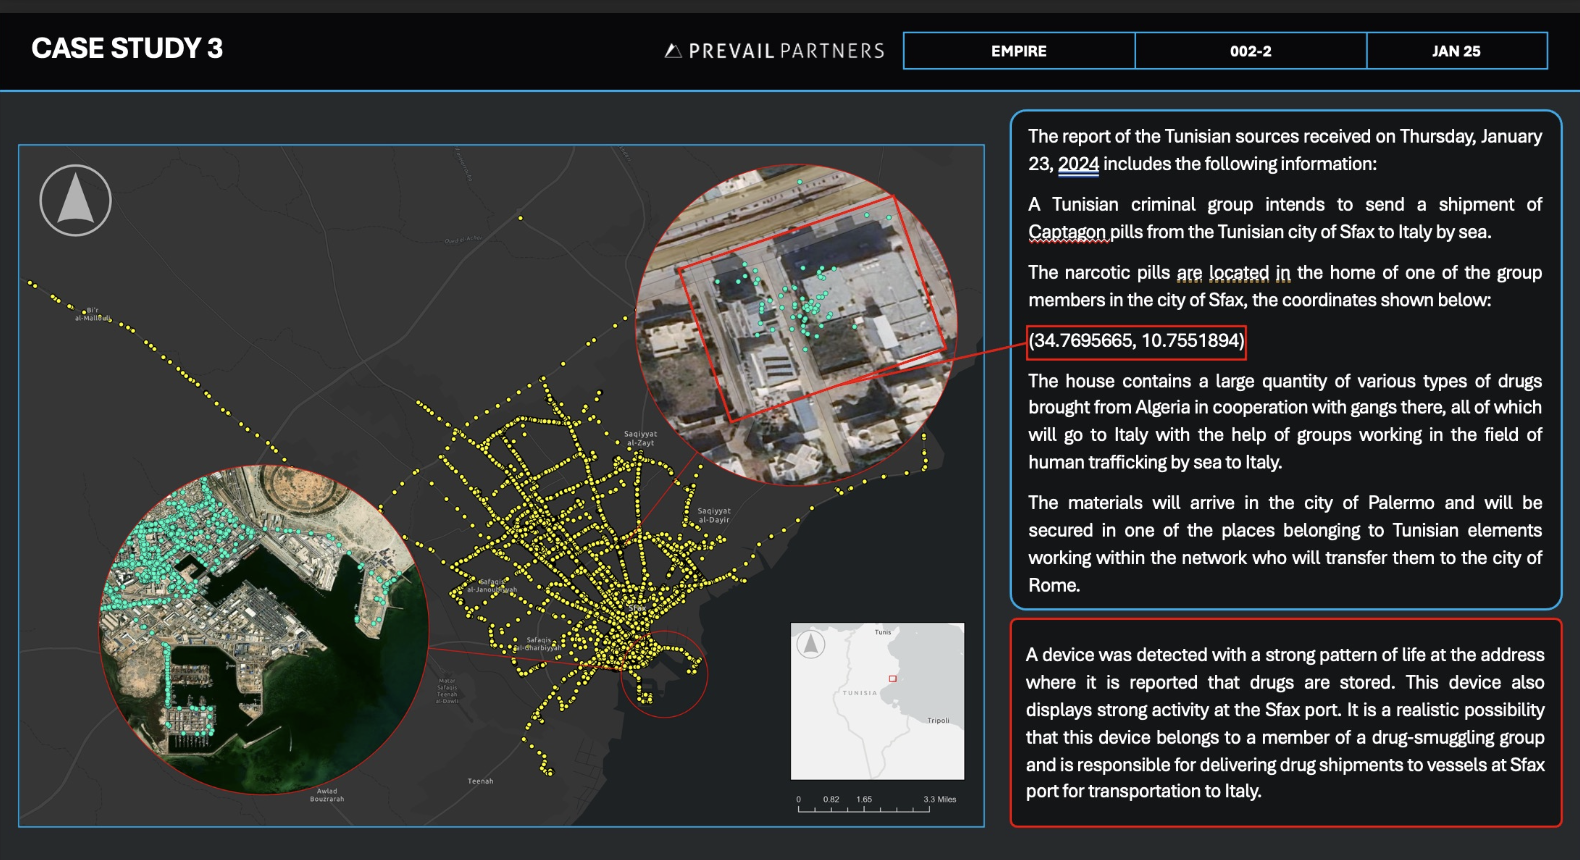 CASE STUDY 3
PREVAIL PARTNERS
EMPIRE
002-2
JAN 25
The report of the Tunisian sources received on Thursday, January
23, 2024 includes the following information:
A Tunisian criminal group intends to send a shipment of
Captagon pills from the Tunisian city of Sfax to Italy by sea.
The narcotic pills are located in the home of one of the group
members in the city of Sfax, the coordinates shown below:
(34.7695665, 10.7551894)
The house contains a large quantity of various types of drugs
brought from Algeria in cooperation with gangs there, all of which
will go to Italy with the help of groups working in the field of
human trafficking by sea to Italy.
The materials will arrive in the city of Palermo and will be
secured in one of the places belonging to Tunisian elements
working within the network who will transfer them to the city of
Rome.
A device was detected with a strong pattern of life at the address
where it is reported that drugs are stored. This device also
displays strong activity at the Sfax port. It is a realistic possibility
that this device belongs to a member of a drug-smuggling group
and is responsible for delivering drug shipments to vessels at Sfax
port for transportation to Italy.
Bi'r
Saqiyyat
al-Zayt
Saqiyyat
al-Dayir
Safaqis
Sfax
Safaqis
al-Gharbiyyah
Teenah
Awlad
Bouzrarah
Tunis
TUNISIA
Tripoli
0 0.82 1.65 3.3 Miles